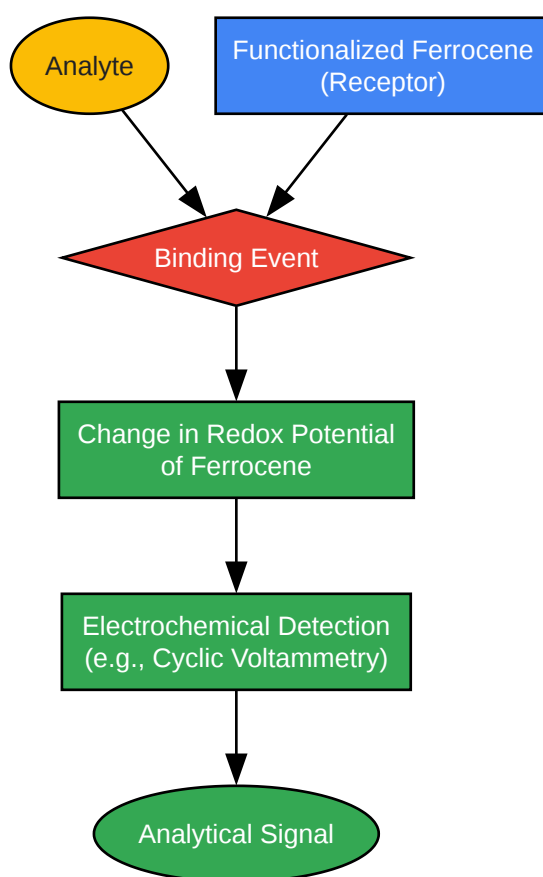 Analyte
Functionalized Ferrocene
(Receptor)
Binding Event
Change in Redox Potential
of Ferrocene
Electrochemical Detection
(e.g., Cyclic Voltammetry)
Analytical Signal